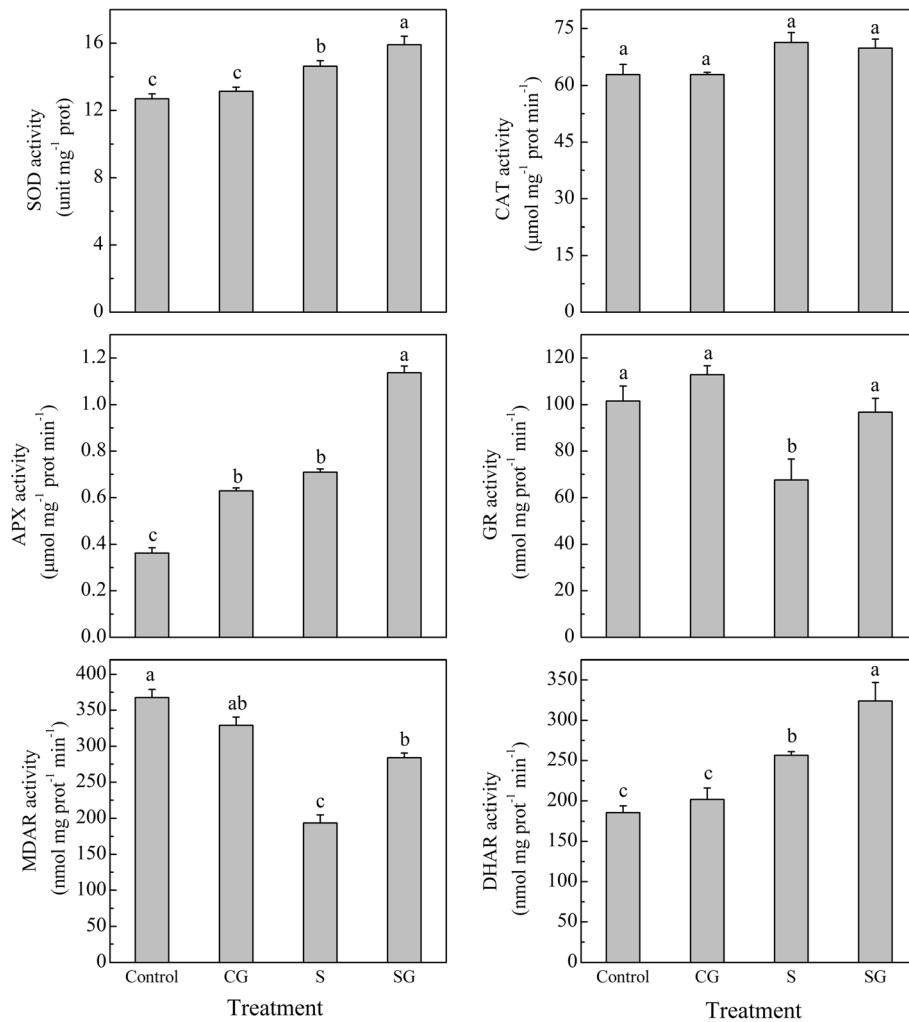 SOD activity
(unit mg⁻¹ prot)
16
12
8
4
0
c
c
b
a
CAT activity
(μmol mg⁻¹ prot min⁻¹)
75
60
45
30
15
0
a
a
a
a
APX activity
(μmol mg⁻¹ prot min⁻¹)
1.2
1.0
0.8
0.6
0.4
0.2
0.0
c
b
b
a
GR activity
(nmol mg prot⁻¹ min⁻¹)
120
100
80
60
40
20
0
a
a
b
a
MDAR activity
(nmol mg prot⁻¹ min⁻¹)
400
350
300
250
200
150
100
50
0
a
ab
c
b
Control CG S SG
Treatment
DHAR activity
(nmol mg prot⁻¹ min⁻¹)
350
300
250
200
150
100
50
0
c
c
b
a
Control CG S SG
Treatment